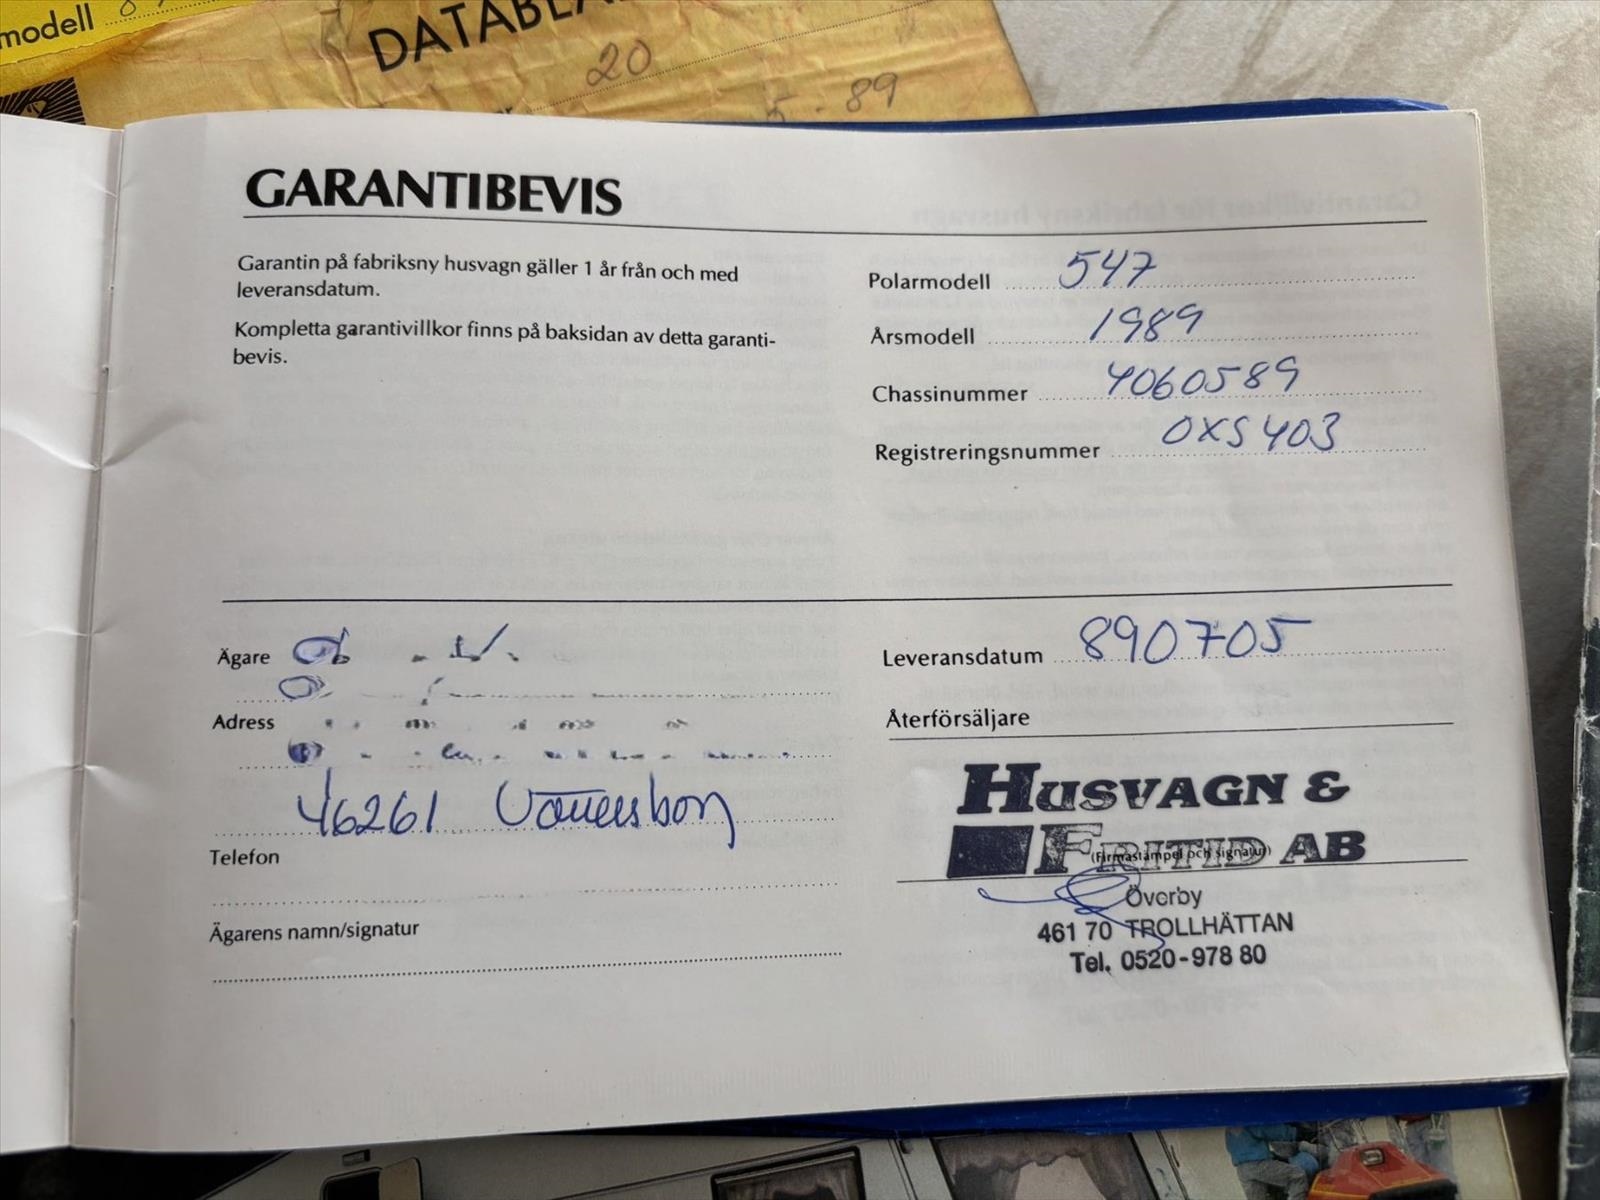 modell
DATABLA
20
5 - 89
GARANTIBEVIS
Garantin på fabriksny husvagn gäller 1 år från och med
leveransdatum.
Kompletta garantivillkor finns på baksidan av detta garanti-
bevis.
Polarmodell 547
Årsmodell 1989
Chassinummer 4060589
Registreringsnummer OXS403
Ägare
Adress
46261 Vänersborg
Telefon
Ägarens namn/signatur
Leveransdatum 890705
Återförsäljare
HUSVAGN &
FRITID AB
(Firmastämpel och signatur)
Överby
461 70 TROLLHÄTTAN
Tel. 0520-978 80